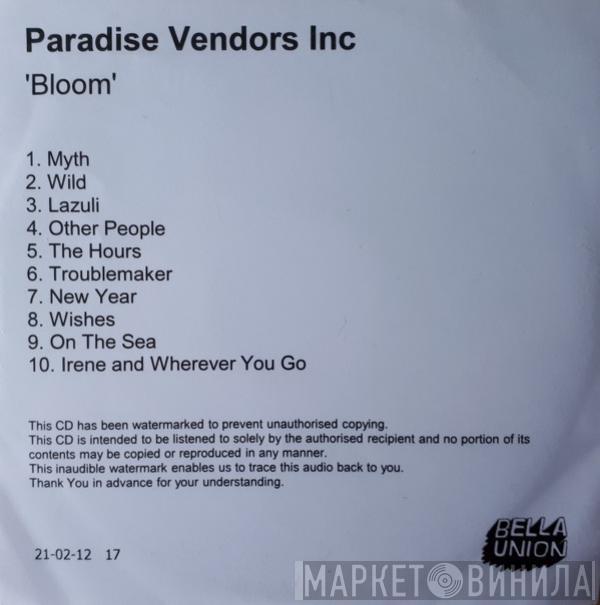 Paradise Vendors Inc
'Bloom'
1. Myth
2. Wild
3. Lazuli
4. Other People
5. The Hours
6. Troublemaker
7. New Year
8. Wishes
9. On The Sea
10. Irene and Wherever You Go
This CD has been watermarked to prevent unauthorised copying.
This CD is intended to be listened to solely by the authorised recipient and no portion of its
contents may be copied or reproduced in any manner.
This inaudible watermark enables us to trace this audio back to you.
Thank You in advance for your understanding.
BELLA
UNION
21-02-12 17
МАРКЕТ ВИНИЛА